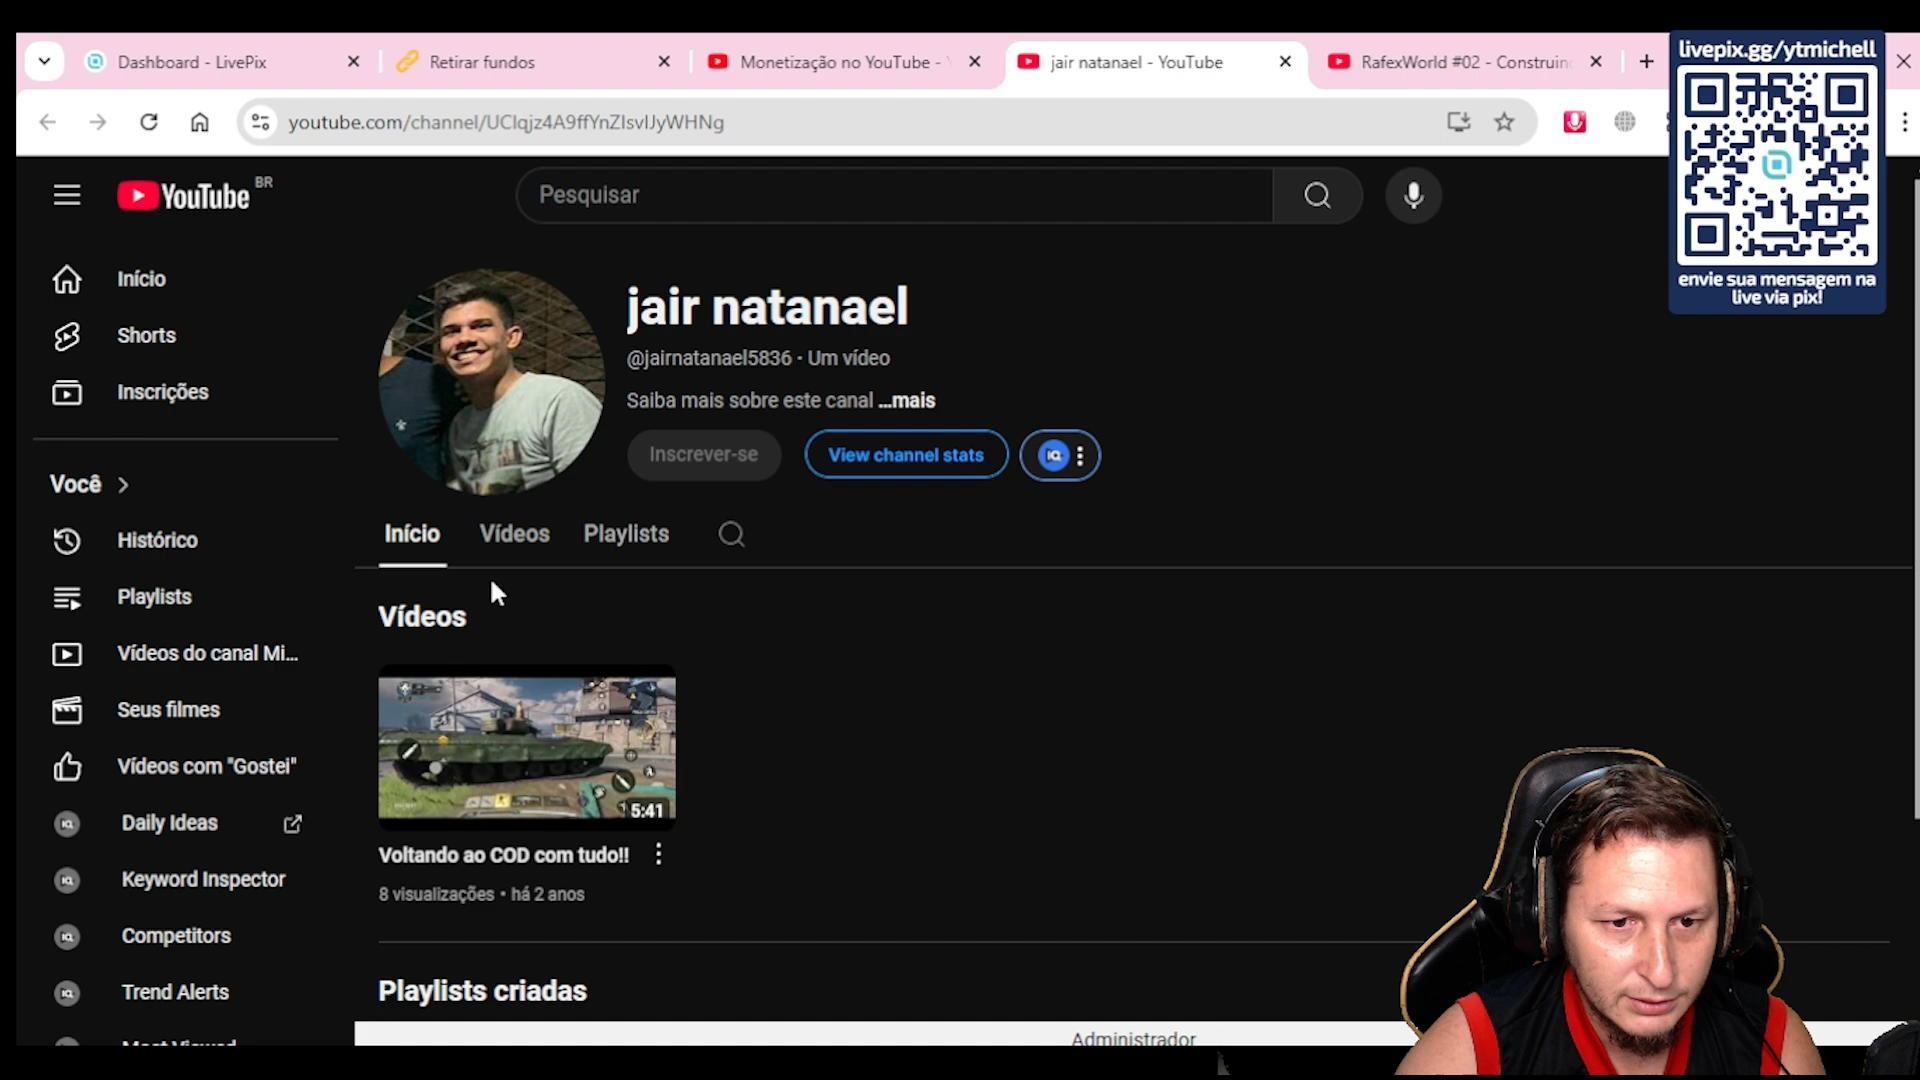 Dashboard - LivePix
Retirar fundos
Monetização no YouTube -
jair natanael - YouTube
RafexWorld #02 - Construin
livepix.gg/ytmichell
youtube.com/channel/UCIqjz4A9ffYnZIsvIJyWHNg
YouTube BR
Pesquisar
envie sua mensagem na
live via pix!
Início
Shorts
Inscrições
Você
Histórico
Playlists
Vídeos do canal Mi...
Seus filmes
Vídeos com "Gostei"
Daily Ideas
Keyword Inspector
Competitors
Trend Alerts
Most Viewed
jair natanael
@jairnatanael5836 • Um vídeo
Saiba mais sobre este canal ...mais
Inscrever-se
View channel stats
Início
Vídeos
Playlists
Vídeos
5:41
Voltando ao COD com tudo!!
8 visualizações • há 2 anos
Playlists criadas
Administrador